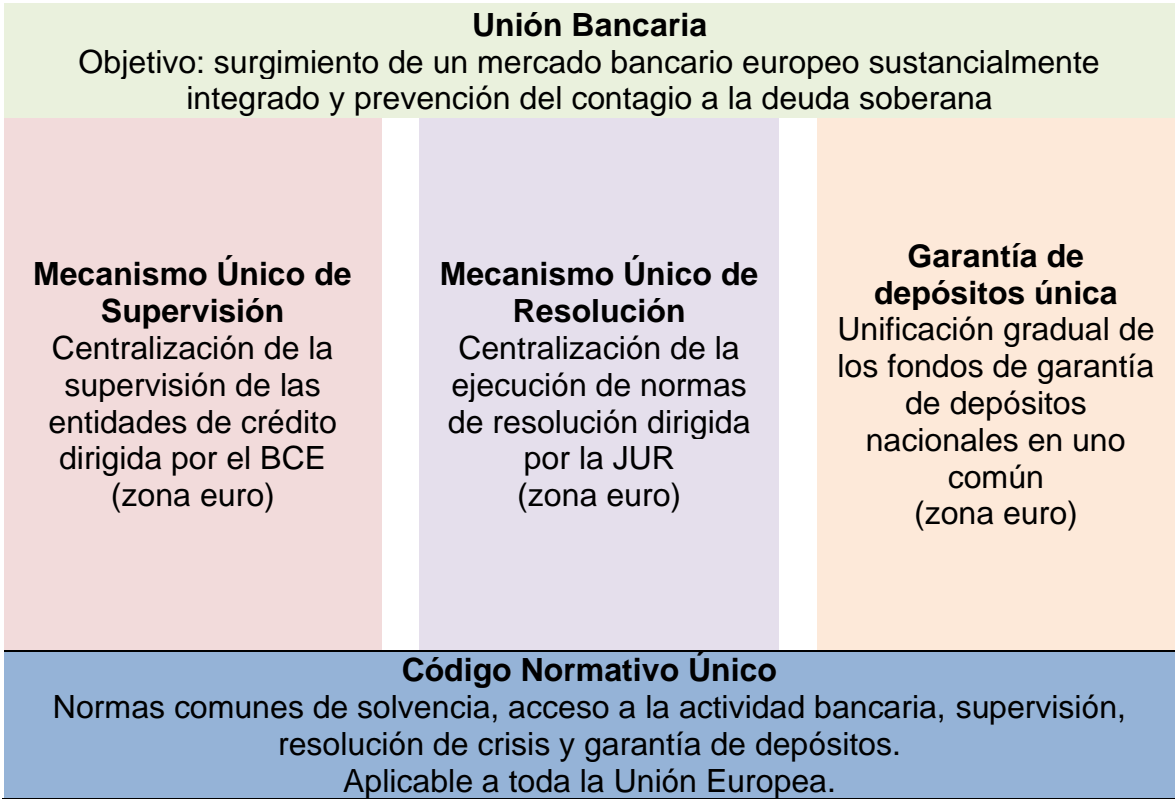 Unión Bancaria
Objetivo: surgimiento de un mercado bancario europeo sustancialmente
integrado y prevención del contagio a la deuda soberana
Mecanismo Único de
Supervisión
Centralización de la
supervisión de las
entidades de crédito
dirigida por el BCE
(zona euro)
Mecanismo Único de
Resolución
Centralización de la
ejecución de normas
de resolución dirigida
por la JUR
(zona euro)
Garantía de
depósitos única
Unificación gradual de
los fondos de garantía
de depósitos
nacionales en uno
común
(zona euro)
Código Normativo Único
Normas comunes de solvencia, acceso a la actividad bancaria, supervisión,
resolución de crisis y garantía de depósitos.
Aplicable a toda la Unión Europea.